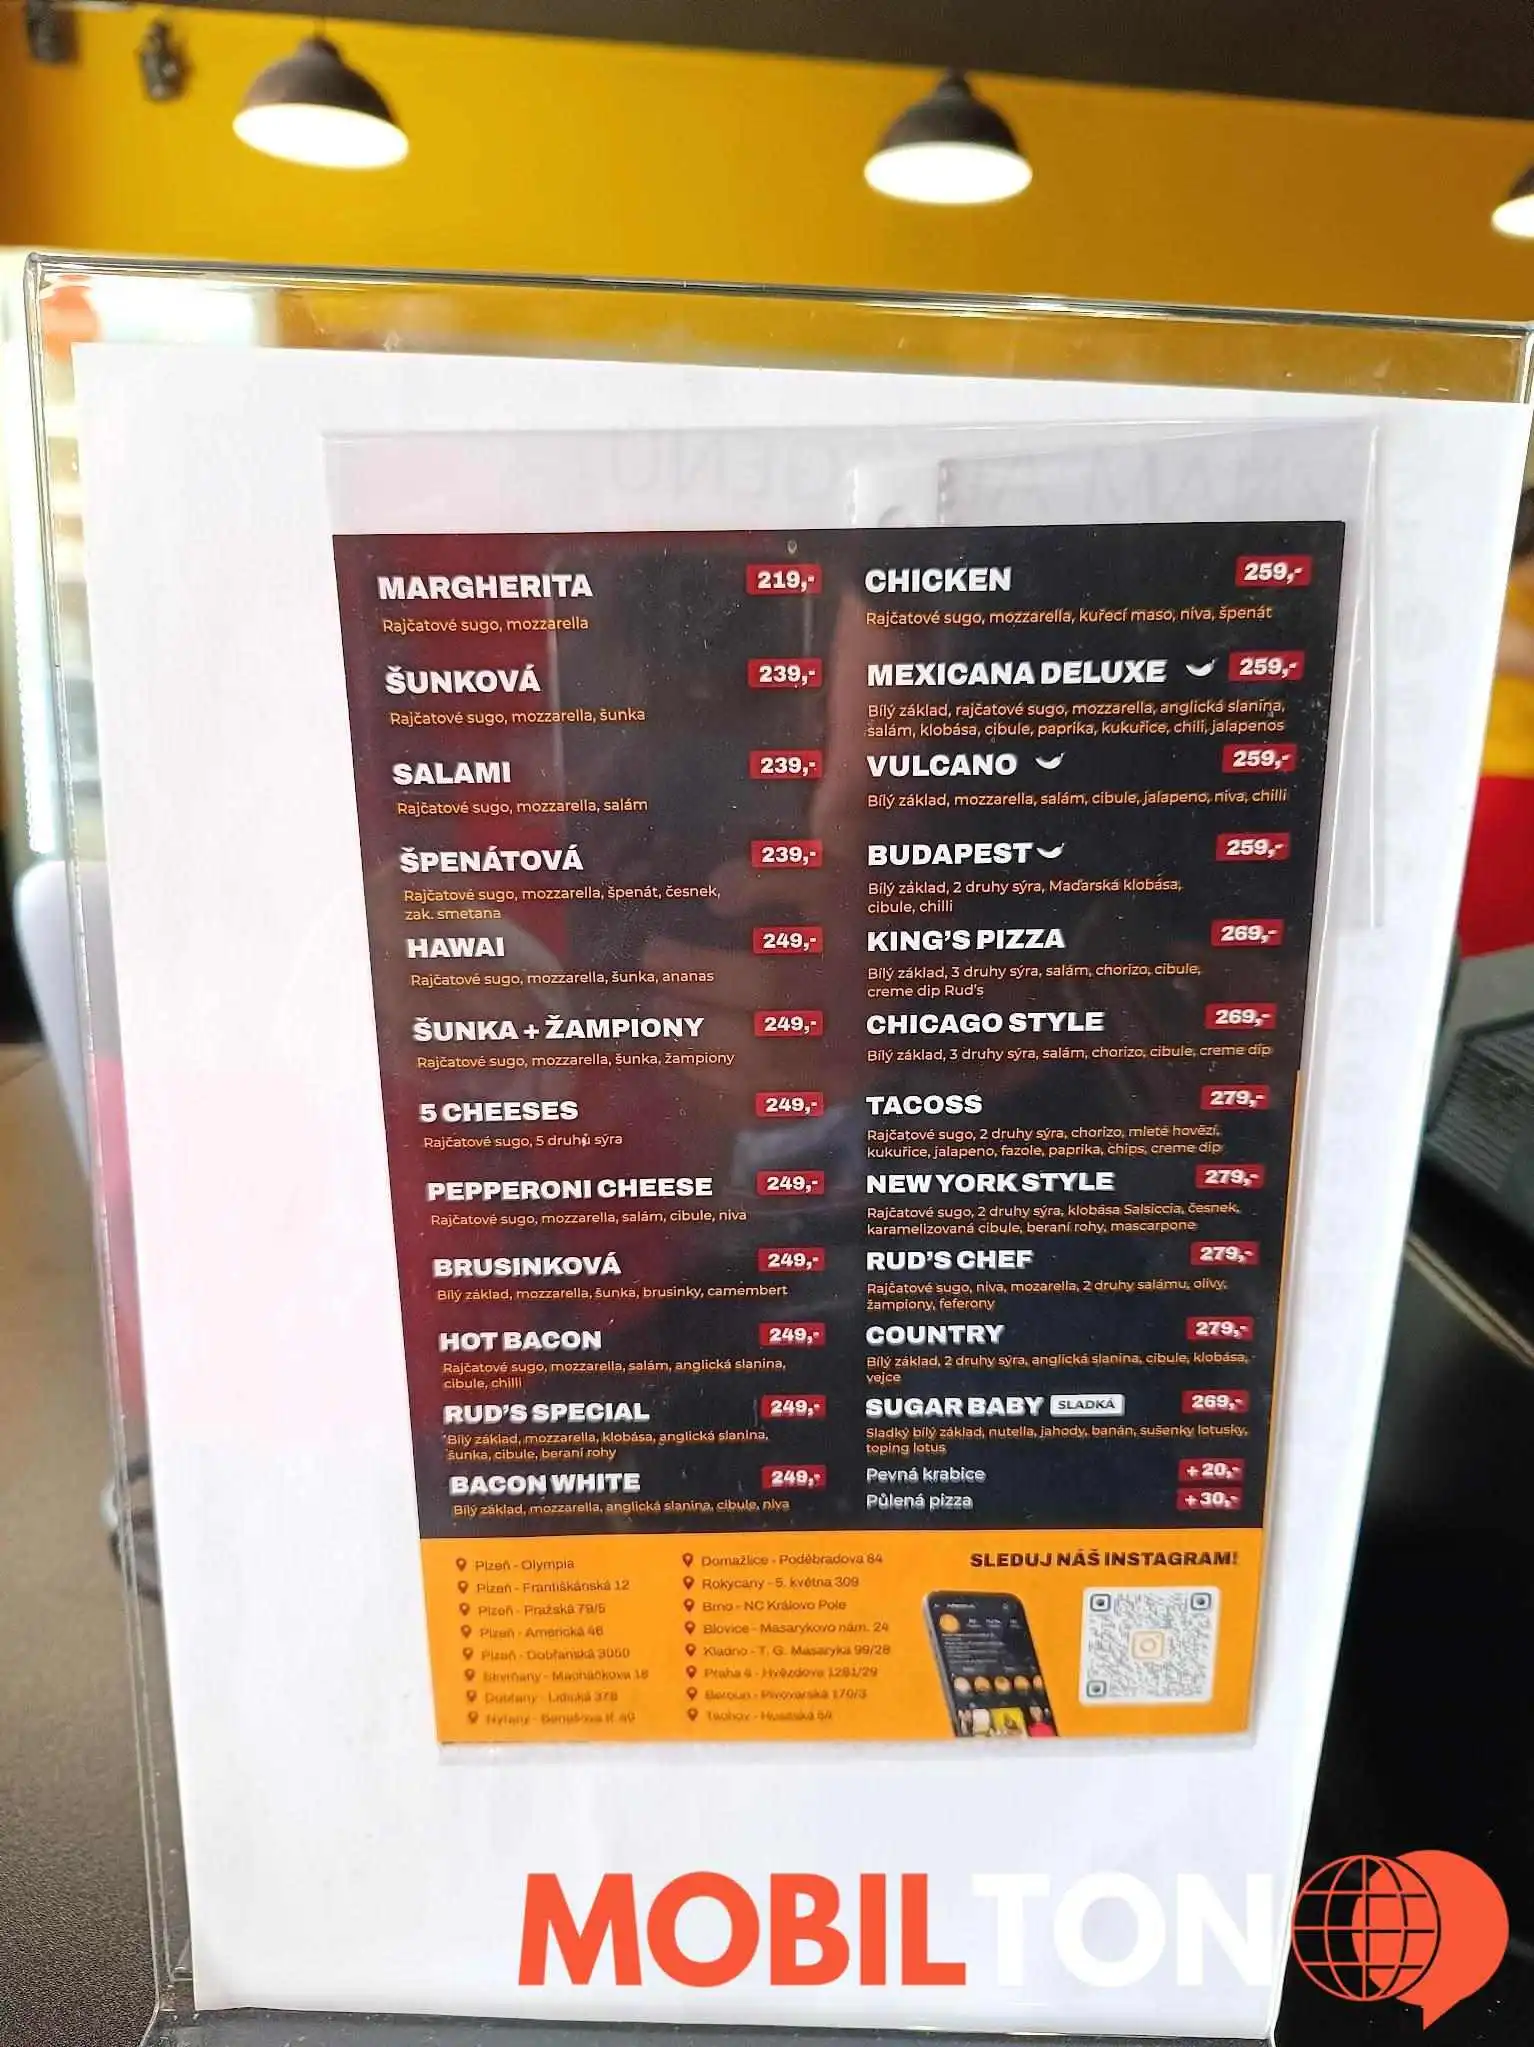 MARGHERITA 219,-
Rajčatové sugo, mozzarella
ŠUNKOVÁ 239,-
Rajčatové sugo, mozzarella, šunka
SALAMI 239,-
Rajčatové sugo, mozzarella, salám
ŠPENÁTOVÁ 239,-
Rajčatové sugo, mozzarella, špenát, česnek,
zak. smetana
HAWAI 249,-
Rajčatové sugo, mozzarella, šunka, ananas
ŠUNKA + ŽAMPIONY 249,-
Rajčatové sugo, mozzarella, šunka, žampiony
5 CHEESES 249,-
Rajčatové sugo, 5 druhů sýra
PEPPERONI CHEESE 249,-
Rajčatové sugo, mozzarella, salám, cibule, niva
BRUSINKOVÁ 249,-
Bílý základ, mozzarella, šunka, brusinky, camembert
HOT BACON 249,-
Rajčatové sugo, mozzarella, salám, anglická slanina,
cibule, chilli
RUD'S SPECIAL 249,-
Bílý základ, mozzarella, klobása, anglická slanina,
šunka, cibule, beraní rohy
BACON WHITE 249,-
Bílý základ, mozzarella, anglická slanina, cibule, niva
CHICKEN 259,-
Rajčatové sugo, mozzarella, kuřecí maso, niva, špenát
MEXICANA DELUXE 259,-
Bílý základ, rajčatové sugo, mozzarella, anglická slanina,
salám, klobása, cibule, paprika, kukuřice, chili, jalapenos
VULCANO 259,-
Bílý základ, mozzarella, salám, cibule, jalapeno, niva, chilli
BUDAPEST 259,-
Bílý základ, 2 druhy sýra, Maďarská klobása,
cibule, chilli
KING'S PIZZA 269,-
Bílý základ, 3 druhy sýra, salám, chorizo, cibule,
creme dip Rud's
CHICAGO STYLE 269,-
Bílý základ, 3 druhy sýra, salám, chorizo, cibule, creme dip
TACOSS 279,-
Rajčatové sugo, 2 druhy sýra, chorizo, mleté hovězí,
kukuřice, jalapeno, fazole, paprika, chips, creme dip
NEW YORK STYLE 279,-
Rajčatové sugo, 2 druhy sýra, klobása Salsiccia, česnek,
karamelizovaná cibule, beraní rohy, mascarpone
RUD'S CHEF 279,-
Rajčatové sugo, niva, mozarella, 2 druhy salámu, olivy,
žampiony, feferony
COUNTRY 279,-
Bílý základ, 2 druhy sýra, anglická slanina, cibule, klobása,
vejce
SUGAR BABY SLADKÁ 269,-
Sladký bílý základ, nutella, jahody, banán, sušenky lotusky,
toping lotus
Pevná krabice +20,-
Půlená pizza +30,-
Plzeň - Olympia
Plzeň - Františkánská 12
Plzeň - Pražská 79/5
Plzeň - Americká 46
Plzeň - Dobřanská 3050
Dobřany - Lidická 378
Domažlice - Poděbradova 64
Rokycany - 5. května 309
Brno - NC Královo Pole
Blovice - Masarykovo nám. 24
Kladno - T. G. Masaryka 99/28
Praha 4 - Hvězdova 1281/29
Beroun - Pivovarská 170/3
SLEDUJ NÁŠ INSTAGRAM!
MOBILTON